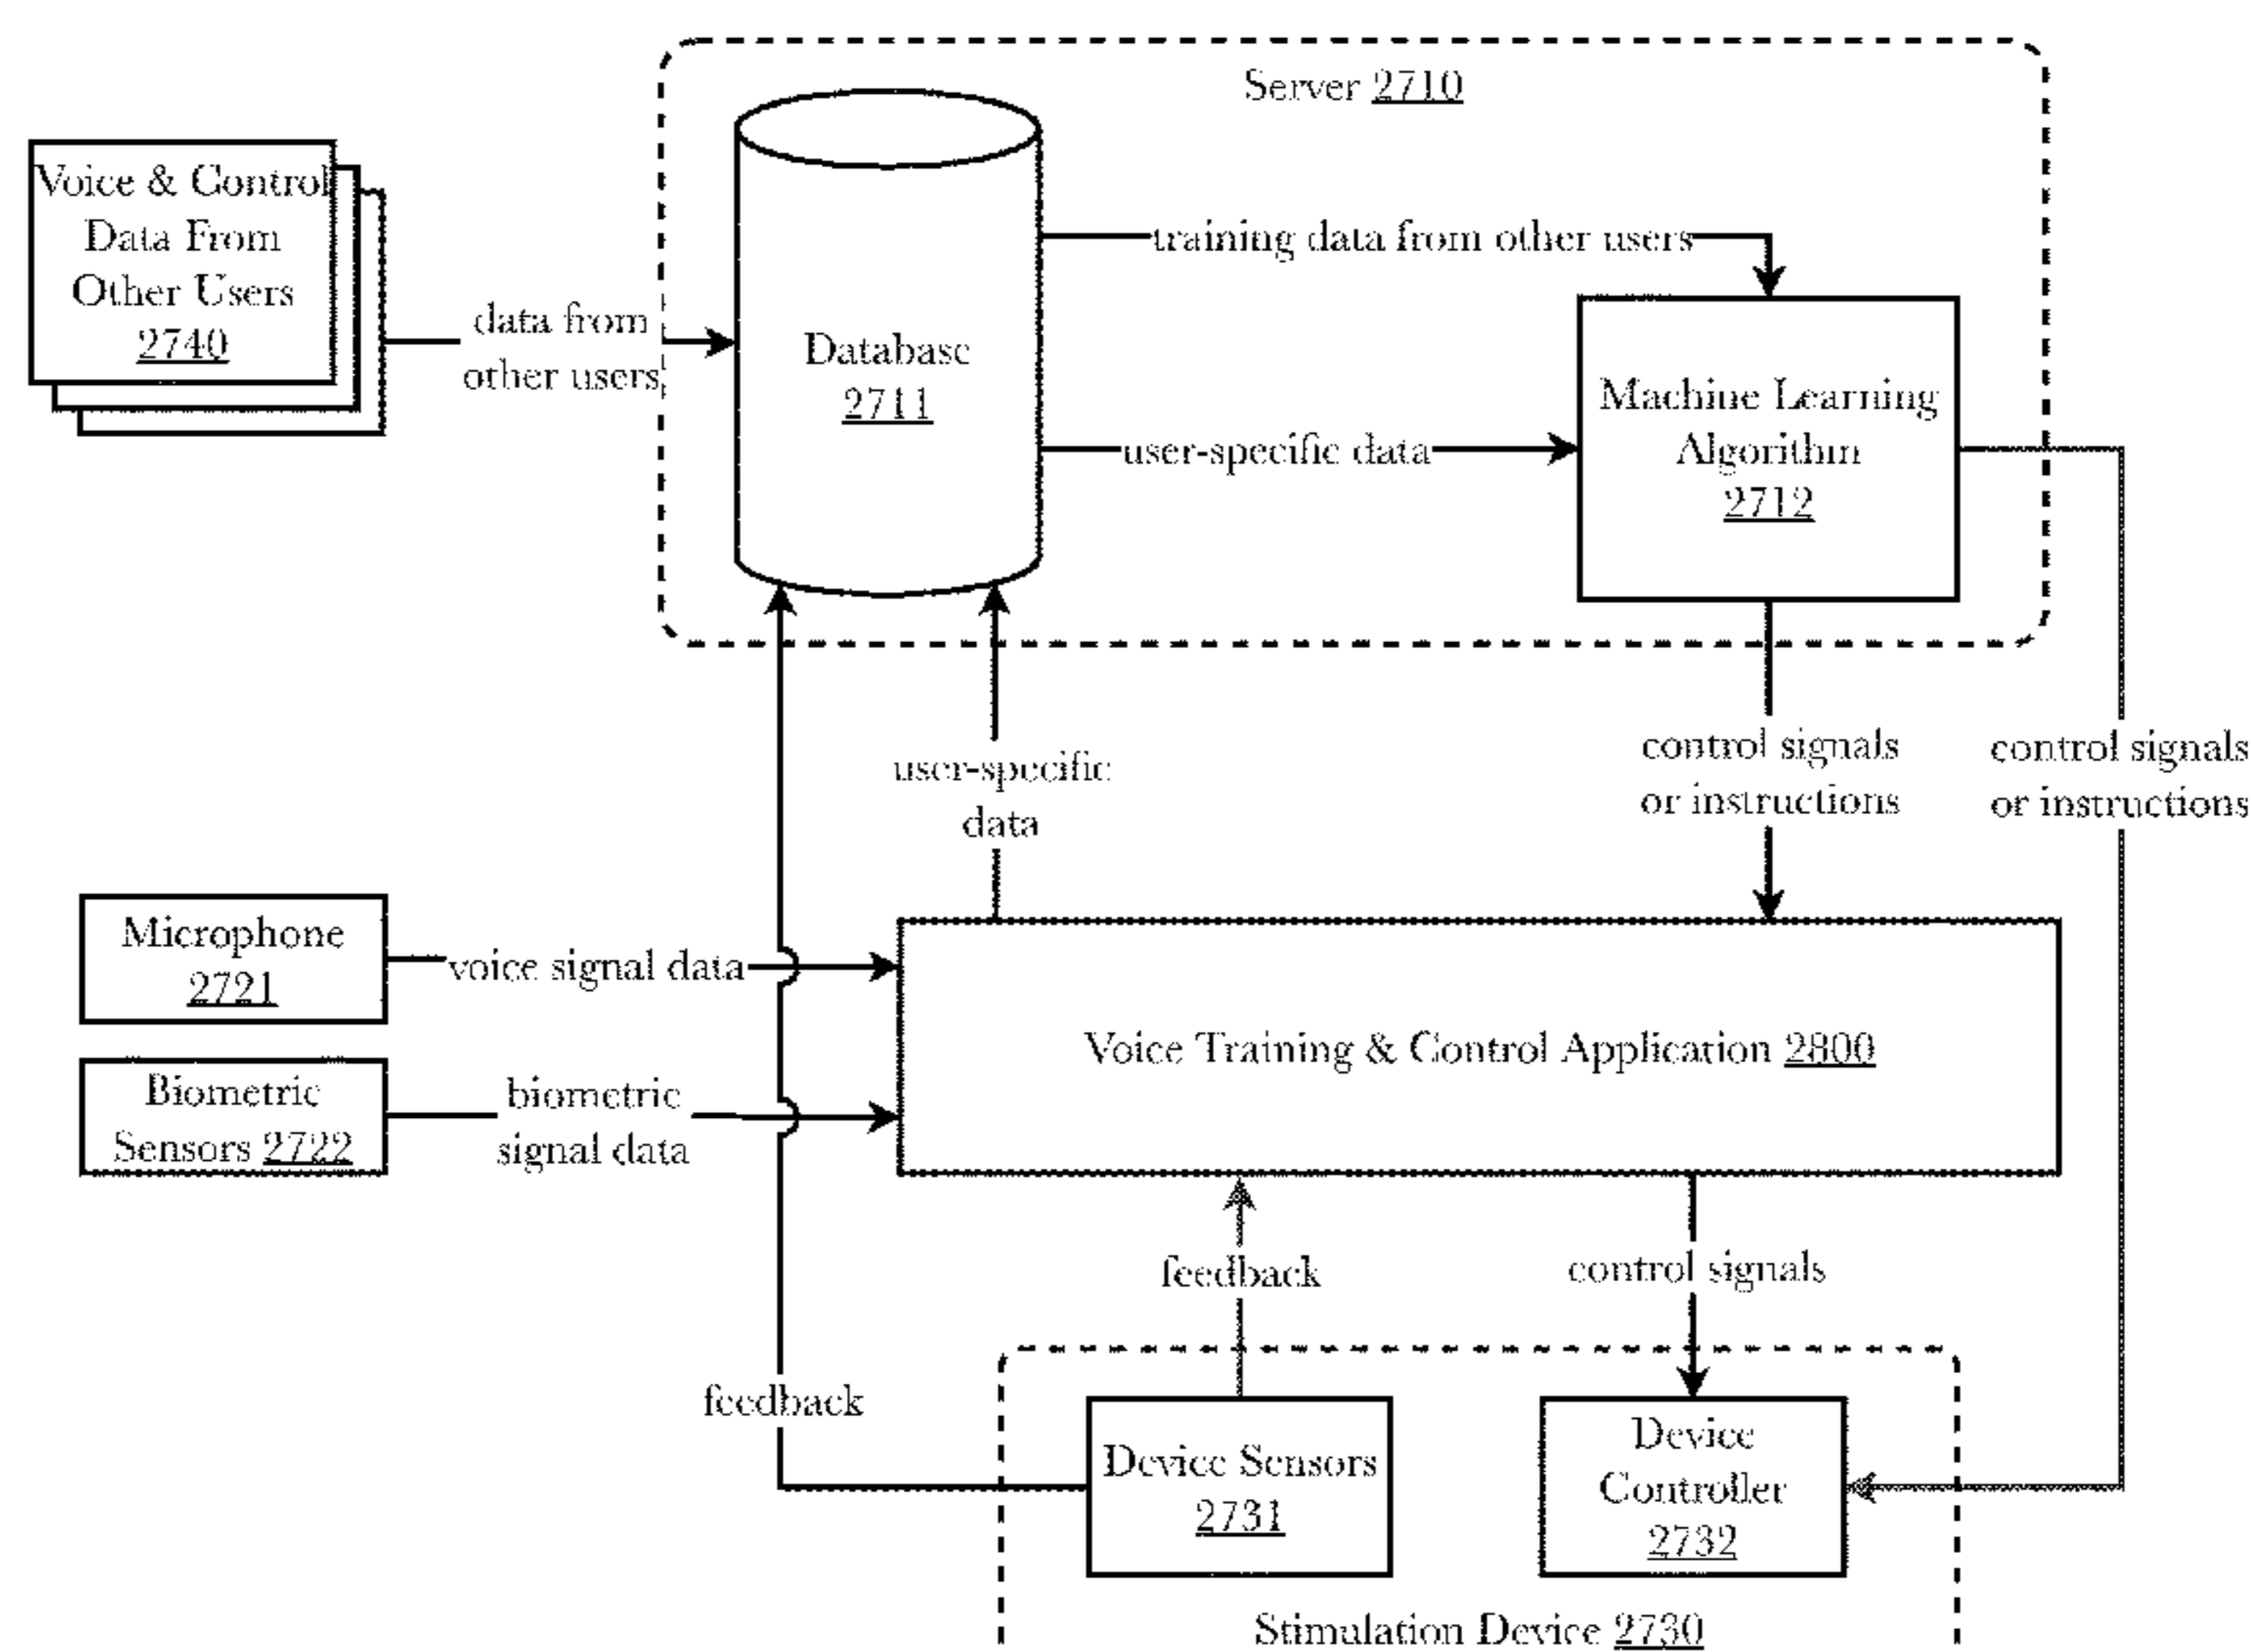 Server 2710
Voice & Control
Data From
Other Users
2740
data from
other users
Database
2711
training data from other users
user-specific data
Machine Learning
Algorithm
2712
user-specific
data
control signals
or instructions
control signals
or instructions
Microphone
2721
voice signal data
Biometric
Sensors 2722
biometric
signal data
Voice Training & Control Application 2800
feedback
control signals
feedback
Device Sensors
2731
Device
Controller
2732
Stimulation Device 2730